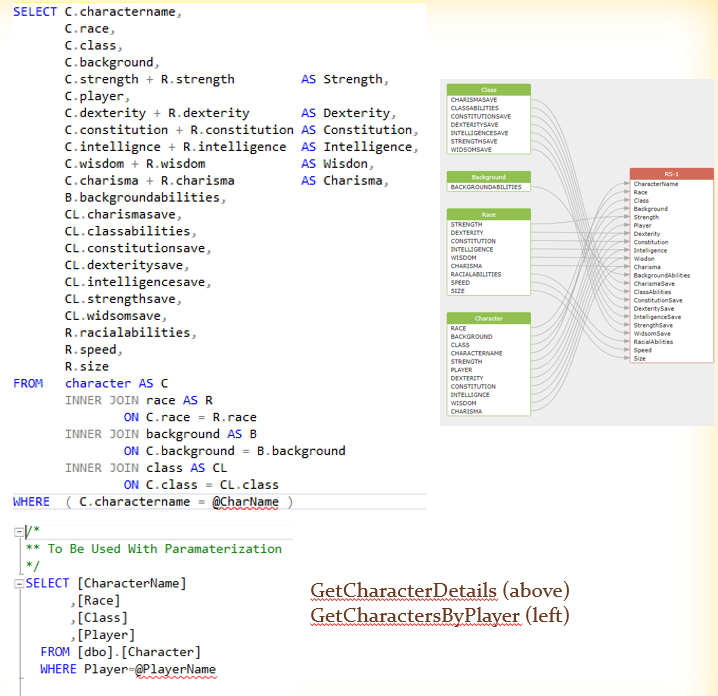 SELECT C.charactername,
C.race,
C.class,
C.background,
C.strength + R.strength AS Strength,
C.player,
C.dexterity + R.dexterity AS Dexterity,
C.constitution + R.constitution AS Constitution,
C.intellignce + R.intelligence AS Intelligence,
C.wisdom + R.wisdom AS Wisdon,
C.charisma + R.charisma AS Charisma,
B.backgroundabilities,
CL.charismasave,
CL.classabilities,
CL.constitutionsave,
CL.dexteritysave,
CL.intelligencesave,
CL.strengthsave,
CL.widsomsave,
R.racialabilities,
R.speed,
R.size
FROM character AS C
INNER JOIN race AS R
ON C.race = R.race
INNER JOIN background AS B
ON C.background = B.background
INNER JOIN class AS CL
ON C.class = CL.class
WHERE ( C.charactername = @CharName )
Class
CHARISMASAVE
CLASSABILITIES
CONSTITUTIONSAVE
DEXTERITYSAVE
INTELLIGENCESAVE
STRENGTHSAVE
WIDSOMSAVE
Background
BACKGROUNDABILITIES
Race
STRENGTH
DEXTERITY
CONSTITUTION
INTELLIGENCE
WISDOM
CHARISMA
RACIALABILITIES
SPEED
SIZE
Character
RACE
BACKGROUND
CLASS
CHARACTERNAME
STRENGTH
PLAYER
DEXTERITY
CONSTITUTION
INTELLIGNCE
WISDOM
CHARISMA
RS-1
CharacterName
Race
Class
Background
Strength
Player
Dexterity
Constitution
Intelligence
Wisdon
Charisma
BackgroundAbilities
CharismaSave
ClassAbilities
ConstitutionSave
DexteritySave
IntelligenceSave
StrengthSave
WidsomSave
RacialAbilities
Speed
Size
/*
** To Be Used With Paramaterization
*/
SELECT [CharacterName]
,[Race]
,[Class]
,[Player]
FROM [dbo].[Character]
WHERE Player=@PlayerName
GetCharacterDetails (above)
GetCharactersByPlayer (left)